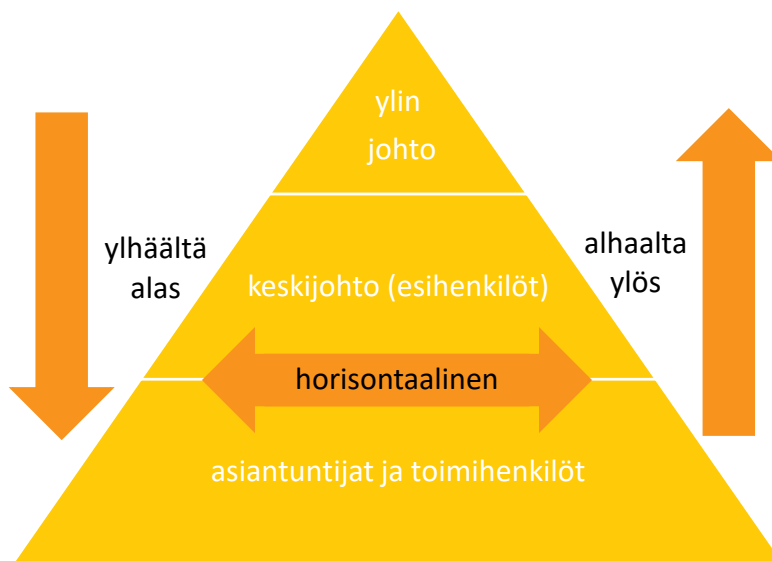 ylin
johto
ylhäältä
alas
alhaalta
ylös
keskijohto (esihenkilöt)
horisontaalinen
asiantuntijat ja toimihenkilöt